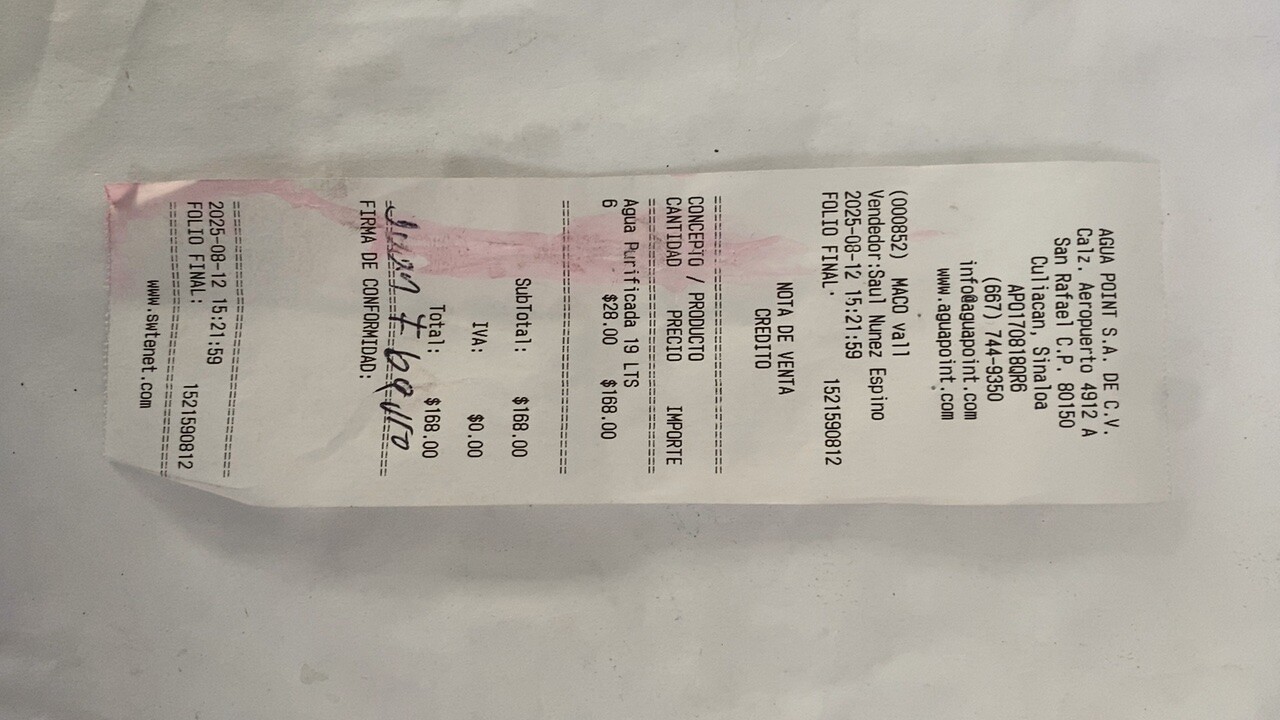 AGUA POINT S.A. DE C.V.
Calz. Aeropuerto 4912 A
San Rafael C.P. 80150
Culiacan, Sinaloa
APO170818QR6
(667) 744-9350
info@aguapoint.com
www.aguapoint.com
(000852) MACO vall
Vendedor:Saul Nunez Espino
2025-08-12 15:21:59
FOLIO FINAL: 1521590812
NOTA DE VENTA
CREDITO
CONCEPTO / PRODUCTO
CANTIDAD PRECIO IMPORTE
Agua Purificada 19 LTS
6 $28.00 $168.00
SubTotal: $168.00
IVA: $0.00
Total: $168.00
FIRMA DE CONFORMIDAD:
2025-08-12 15:21:59
FOLIO FINAL: 1521590812
www.swtenet.com